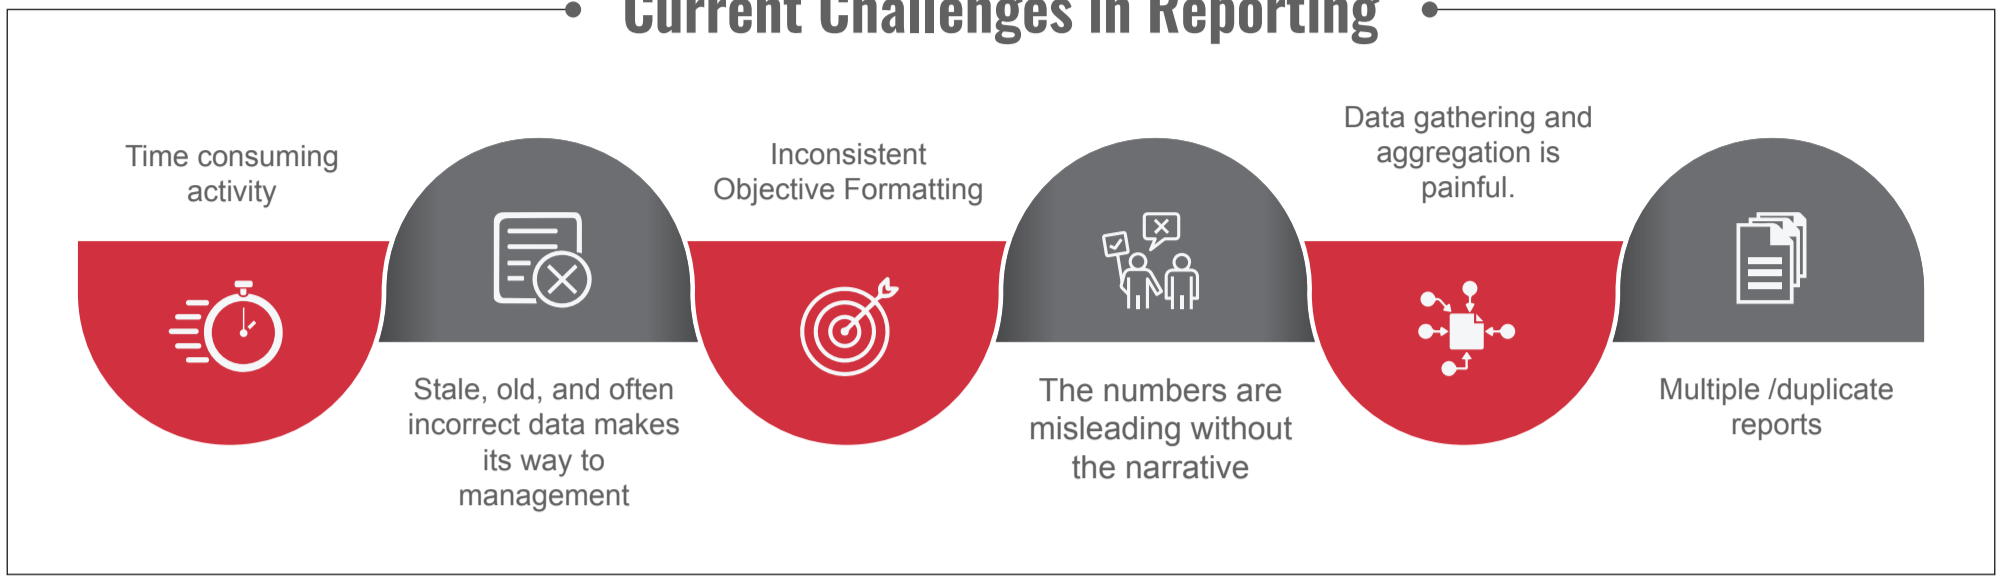 Current Challenges in Reporting
Time consuming
activity
Stale, old, and often
incorrect data makes
its way to
management
Inconsistent
Objective Formatting
The numbers are
misleading without
the narrative
Data gathering and
aggregation is
painful.
Multiple /duplicate
reports